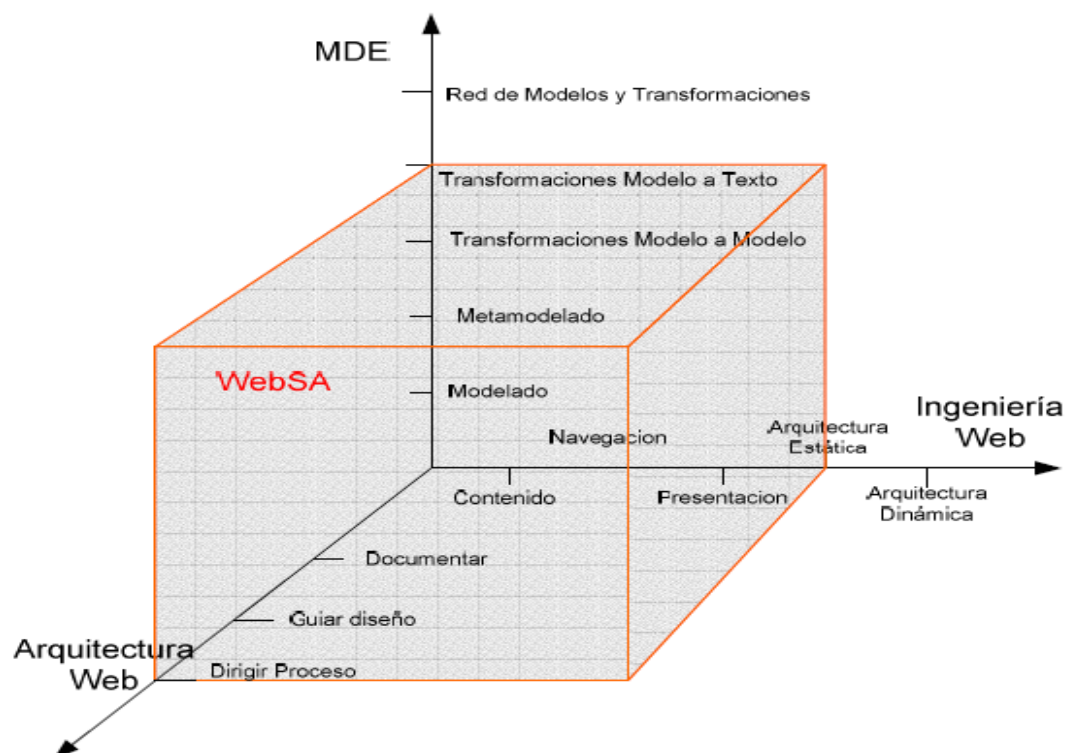 MDE
Red de Modelos y Transformaciones
Transformaciones Modelo a Texto
Transformaciones Modelo a Modelo
Metamodelado
WebSA
Modelado
Navegacion
Arquitectura
Estática
Ingeniería
Web
Contenido
Presentacion
Arquitectura
Dinámica
Documentar
Guiar diseño
Arquitectura
Web
Dirigir Proceso